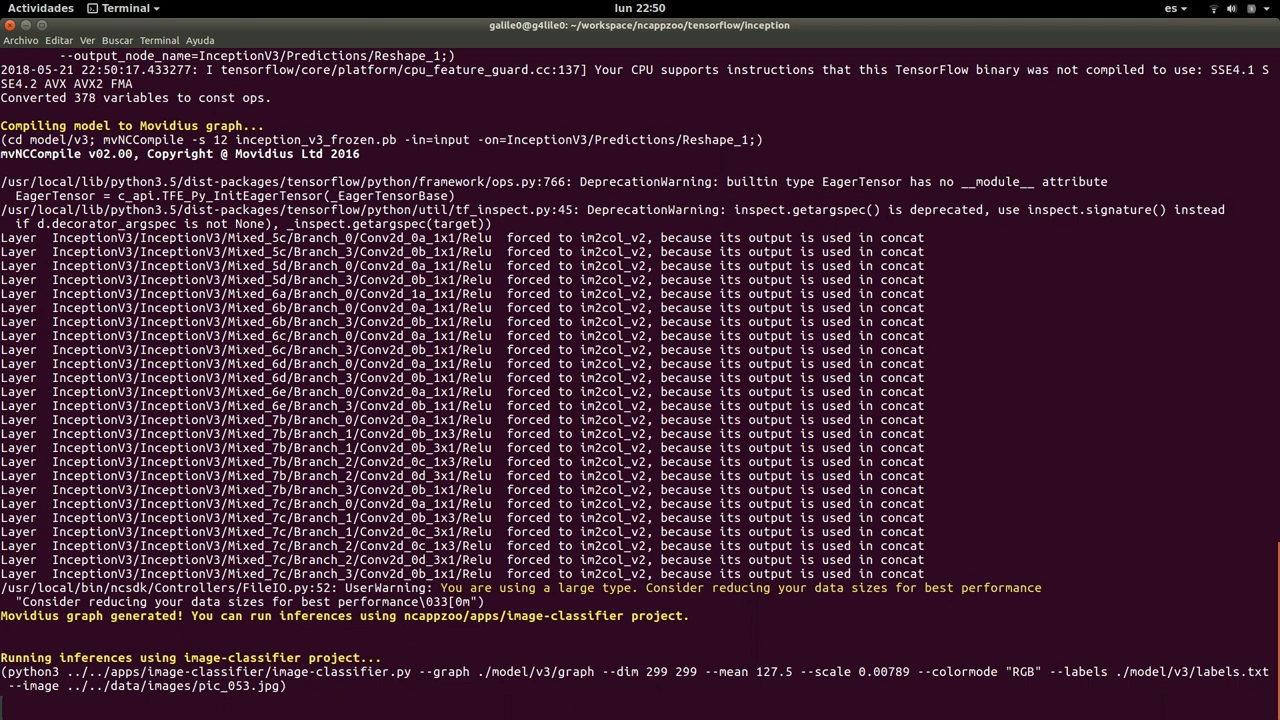 Actividades Terminal lun 22:50 es
galile0@g4lile0: ~/workspace/ncappzoo/tensorflow/inception
Archivo Editar Ver Buscar Terminal Ayuda
--output_node_name=InceptionV3/Predictions/Reshape_1;)
2018-05-21 22:50:17.433277: I tensorflow/core/platform/cpu_feature_guard.cc:137] Your CPU supports instructions that this TensorFlow binary was not compiled to use: SSE4.1 S
SE4.2 AVX AVX2 FMA
Converted 378 variables to const ops.
Compiling model to Movidius graph...
(cd model/v3; mvNCCompile -s 12 inception_v3_frozen.pb -in=input -on=InceptionV3/Predictions/Reshape_1;)
mvNCCompile v02.00, Copyright @ Movidius Ltd 2016
/usr/local/lib/python3.5/dist-packages/tensorflow/python/framework/ops.py:766: DeprecationWarning: builtin type EagerTensor has no __module__ attribute
EagerTensor = c_api.TFE_Py_InitEagerTensor(_EagerTensorBase)
/usr/local/lib/python3.5/dist-packages/tensorflow/python/util/tf_inspect.py:45: DeprecationWarning: inspect.getargspec() is deprecated, use inspect.signature() instead
if d.decorator_argspec is not None), _inspect.getargspec(target))
Layer InceptionV3/InceptionV3/Mixed_5c/Branch_0/Conv2d_0a_1x1/Relu forced to im2col_v2, because its output is used in concat
Layer InceptionV3/InceptionV3/Mixed_5c/Branch_3/Conv2d_0b_1x1/Relu forced to im2col_v2, because its output is used in concat
Layer InceptionV3/InceptionV3/Mixed_5d/Branch_0/Conv2d_0a_1x1/Relu forced to im2col_v2, because its output is used in concat
Layer InceptionV3/InceptionV3/Mixed_5d/Branch_3/Conv2d_0b_1x1/Relu forced to im2col_v2, because its output is used in concat
Layer InceptionV3/InceptionV3/Mixed_6a/Branch_0/Conv2d_1a_1x1/Relu forced to im2col_v2, because its output is used in concat
Layer InceptionV3/InceptionV3/Mixed_6b/Branch_0/Conv2d_0a_1x1/Relu forced to im2col_v2, because its output is used in concat
Layer InceptionV3/InceptionV3/Mixed_6b/Branch_3/Conv2d_0b_1x1/Relu forced to im2col_v2, because its output is used in concat
Layer InceptionV3/InceptionV3/Mixed_6c/Branch_0/Conv2d_0a_1x1/Relu forced to im2col_v2, because its output is used in concat
Layer InceptionV3/InceptionV3/Mixed_6c/Branch_3/Conv2d_0b_1x1/Relu forced to im2col_v2, because its output is used in concat
Layer InceptionV3/InceptionV3/Mixed_6d/Branch_0/Conv2d_0a_1x1/Relu forced to im2col_v2, because its output is used in concat
Layer InceptionV3/InceptionV3/Mixed_6d/Branch_3/Conv2d_0b_1x1/Relu forced to im2col_v2, because its output is used in concat
Layer InceptionV3/InceptionV3/Mixed_6e/Branch_0/Conv2d_0a_1x1/Relu forced to im2col_v2, because its output is used in concat
Layer InceptionV3/InceptionV3/Mixed_6e/Branch_3/Conv2d_0b_1x1/Relu forced to im2col_v2, because its output is used in concat
Layer InceptionV3/InceptionV3/Mixed_7b/Branch_0/Conv2d_0a_1x1/Relu forced to im2col_v2, because its output is used in concat
Layer InceptionV3/InceptionV3/Mixed_7b/Branch_1/Conv2d_0b_1x3/Relu forced to im2col_v2, because its output is used in concat
Layer InceptionV3/InceptionV3/Mixed_7b/Branch_1/Conv2d_0b_3x1/Relu forced to im2col_v2, because its output is used in concat
Layer InceptionV3/InceptionV3/Mixed_7b/Branch_2/Conv2d_0c_1x3/Relu forced to im2col_v2, because its output is used in concat
Layer InceptionV3/InceptionV3/Mixed_7b/Branch_2/Conv2d_0d_3x1/Relu forced to im2col_v2, because its output is used in concat
Layer InceptionV3/InceptionV3/Mixed_7b/Branch_3/Conv2d_0b_1x1/Relu forced to im2col_v2, because its output is used in concat
Layer InceptionV3/InceptionV3/Mixed_7c/Branch_0/Conv2d_0a_1x1/Relu forced to im2col_v2, because its output is used in concat
Layer InceptionV3/InceptionV3/Mixed_7c/Branch_1/Conv2d_0b_1x3/Relu forced to im2col_v2, because its output is used in concat
Layer InceptionV3/InceptionV3/Mixed_7c/Branch_1/Conv2d_0c_3x1/Relu forced to im2col_v2, because its output is used in concat
Layer InceptionV3/InceptionV3/Mixed_7c/Branch_2/Conv2d_0c_1x3/Relu forced to im2col_v2, because its output is used in concat
Layer InceptionV3/InceptionV3/Mixed_7c/Branch_2/Conv2d_0d_3x1/Relu forced to im2col_v2, because its output is used in concat
Layer InceptionV3/InceptionV3/Mixed_7c/Branch_3/Conv2d_0b_1x1/Relu forced to im2col_v2, because its output is used in concat
/usr/local/bin/ncsdk/Controllers/FileIO.py:52: UserWarning: You are using a large type. Consider reducing your data sizes for best performance
"Consider reducing your data sizes for best performance\033[0m")
Movidius graph generated! You can run inferences using ncappzoo/apps/image-classifier project.
Running inferences using image-classifier project...
(python3 ../../apps/image-classifier/image-classifier.py --graph ./model/v3/graph --dim 299 299 --mean 127.5 --scale 0.00789 --colormode "RGB" --labels ./model/v3/labels.txt
--image ../../data/images/pic_053.jpg)